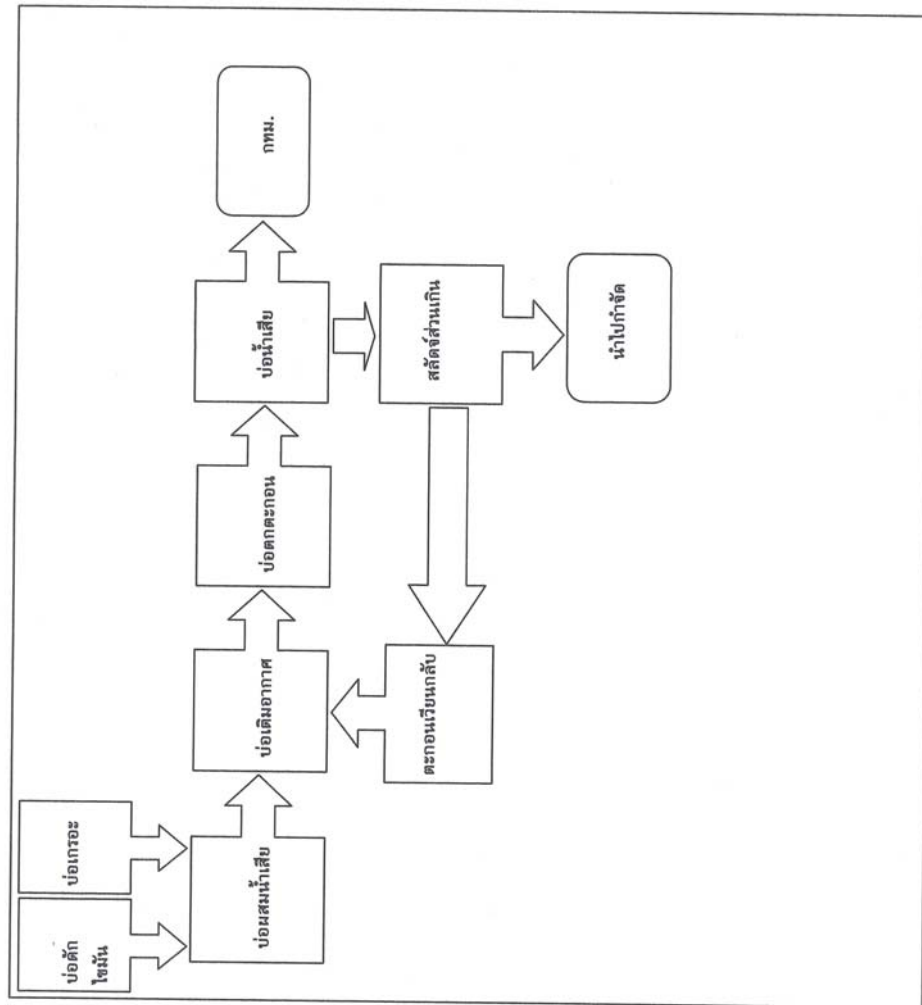 บ่อดัก
ไขมัน
บ่อเกรอะ
บ่อผสมน้ำเสีย
บ่อเติมอากาศ
บ่อตกตะกอน
บ่อน้ำเสีย
กทม.
ตะกอนเวียนกลับ
สลัดจ์ส่วนเกิน
นำไปกำจัด